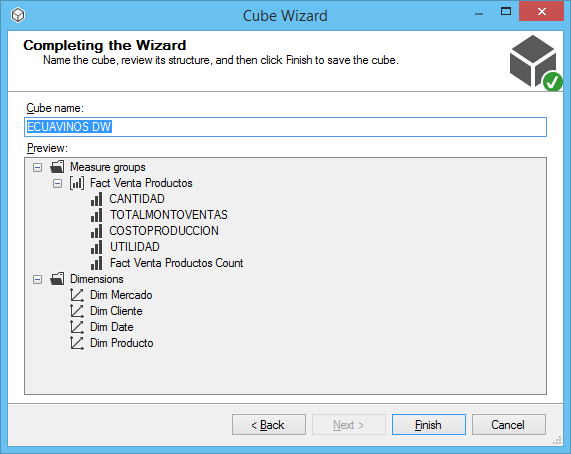 Cube Wizard
Completing the Wizard
Name the cube, review its structure, and then click Finish to save the cube.
Cube name:
ECUAVINOS DW
Preview:
Measure groups
Fact Venta Productos
CANTIDAD
TOTALMONTOVENTAS
COSTOPRODUCCION
UTILIDAD
Fact Venta Productos Count
Dimensions
Dim Mercado
Dim Cliente
Dim Date
Dim Producto
< Back
Next >
Finish
Cancel